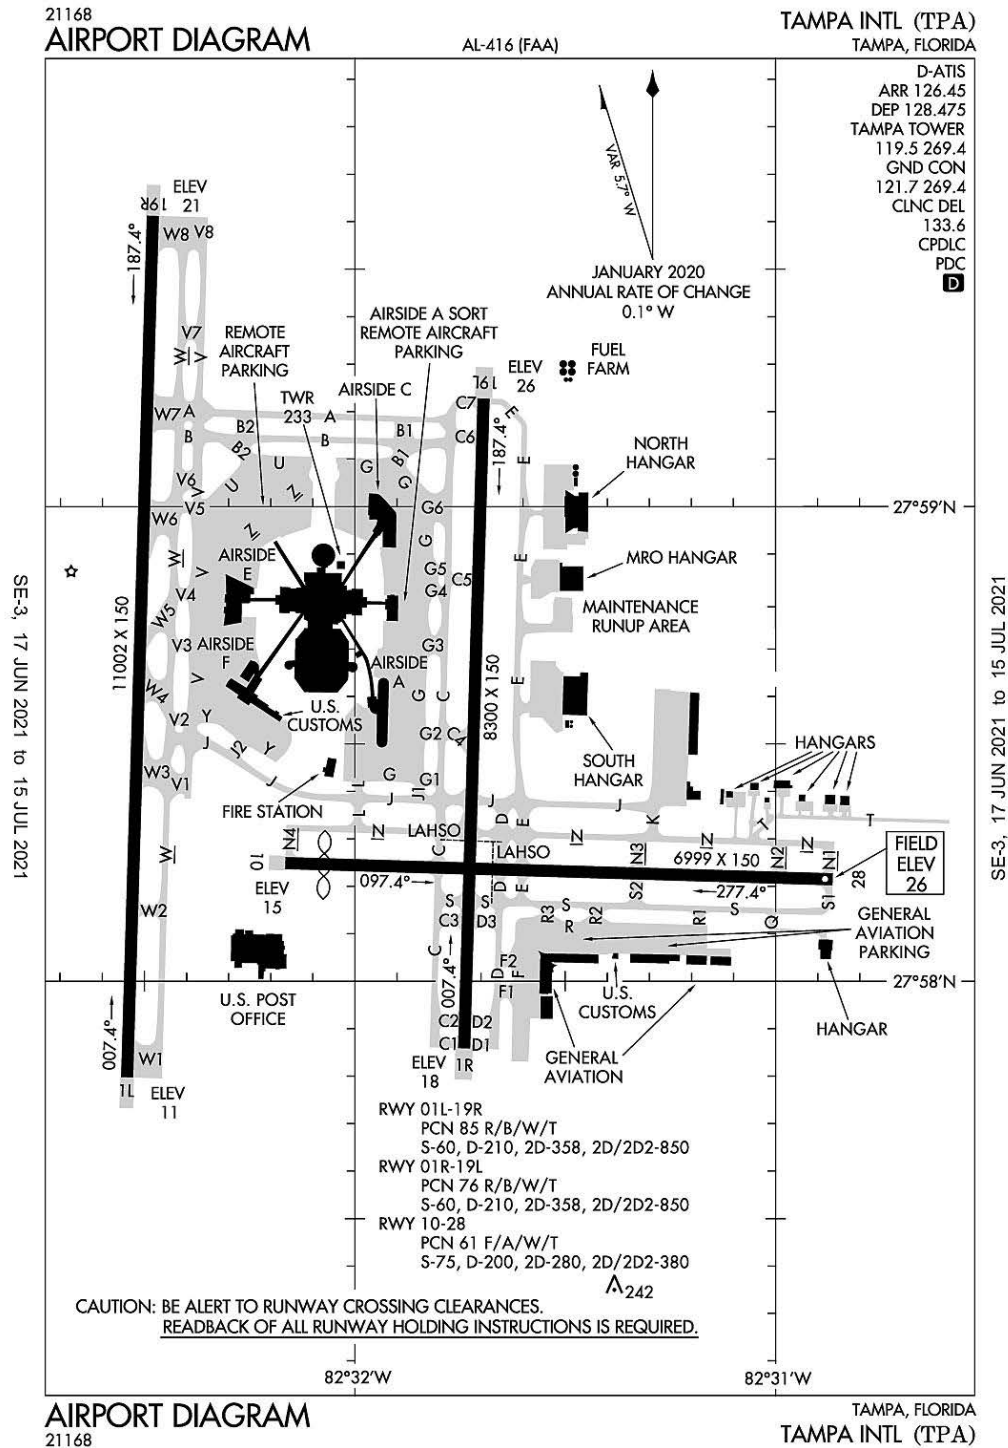 21168
AIRPORT DIAGRAM
AL-416 (FAA)
TAMPA INTL (TPA)
TAMPA, FLORIDA
D-ATIS
ARR 126.45
DEP 128.475
TAMPA TOWER
119.5 269.4
GND CON
121.7 269.4
CLNC DEL
133.6
CPDLC
PDC
D
VAR 5.7° W
JANUARY 2020
ANNUAL RATE OF CHANGE
0.1° W
ELEV
21
19R
W8 V8
187.4°
V7
W
V
REMOTE
AIRCRAFT
PARKING
AIRSIDE A SORT
REMOTE AIRCRAFT
PARKING
TWR
233
AIRSIDE C
19L
ELEV
26
FUEL
FARM
W7 A
B
B2
B2
A
B
B1
B1
C7
C6
E
187.4°
E
NORTH
HANGAR
V6
V
V5
W6
U
U
Z
Z
G
G
G6
27°59'N
W
V
AIRSIDE
E
G
G5
G4
C5
E
MRO HANGAR
MAINTENANCE
RUNUP AREA
V4
W5
11002 X 150
V3
AIRSIDE
F
V
W4
G3
AIRSIDE
A
G
C
8300 X 150
E
U.S.
CUSTOMS
V2
Y
J
J2
Y
J
G2
C4
SOUTH
HANGAR
HANGARS
W3
V1
FIRE STATION
L
L
G
G1
J
J1
J
D
E
J
K
T
T
W
N4
N
LAHSO
LAHSO
C
N
N3
N
6999 X 150
N2
N
N1
FIELD
ELEV
26
10
ELEV
15
097.4°
D
E
S2
277.4°
28
S1
W2
S
S
C3
D3
C
R3
S
R
R2
R1
S
Q
GENERAL
AVIATION
PARKING
U.S. POST
OFFICE
007.4°
D
F2
F
F1
U.S.
CUSTOMS
27°58'N
HANGAR
007.4°
W1
1L
ELEV
11
C2 D2
C1 D1
ELEV
18
1R
GENERAL
AVIATION
RWY 01L-19R
PCN 85 R/B/W/T
S-60, D-210, 2D-358, 2D/2D2-850
RWY 01R-19L
PCN 76 R/B/W/T
S-60, D-210, 2D-358, 2D/2D2-850
RWY 10-28
PCN 61 F/A/W/T
S-75, D-200, 2D-280, 2D/2D2-380
242
CAUTION: BE ALERT TO RUNWAY CROSSING CLEARANCES.
READBACK OF ALL RUNWAY HOLDING INSTRUCTIONS IS REQUIRED.
82°32'W
82°31'W
SE-3, 17 JUN 2021 to 15 JUL 2021
SE-3, 17 JUN 2021 to 15 JUL 2021
AIRPORT DIAGRAM
21168
TAMPA, FLORIDA
TAMPA INTL (TPA)